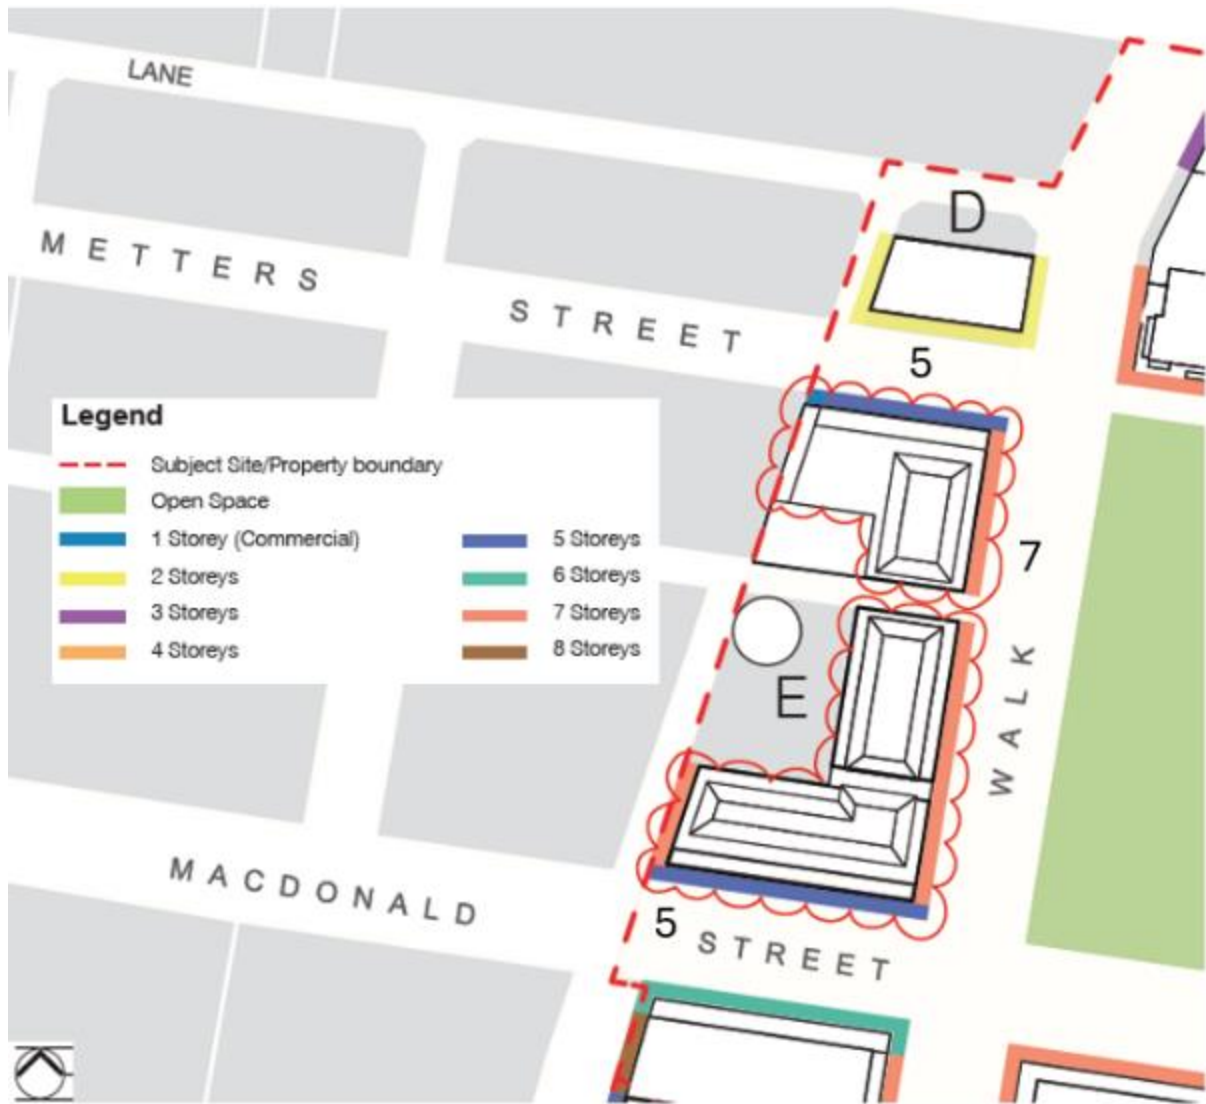 LANE
D
METTERS STREET
5
Legend
Subject Site/Property boundary
Open Space
1 Storey (Commercial)
2 Storeys
3 Storeys
4 Storeys
5 Storeys
6 Storeys
7 Storeys
8 Storeys
7
WALK
E
MACDONALD STREET
5